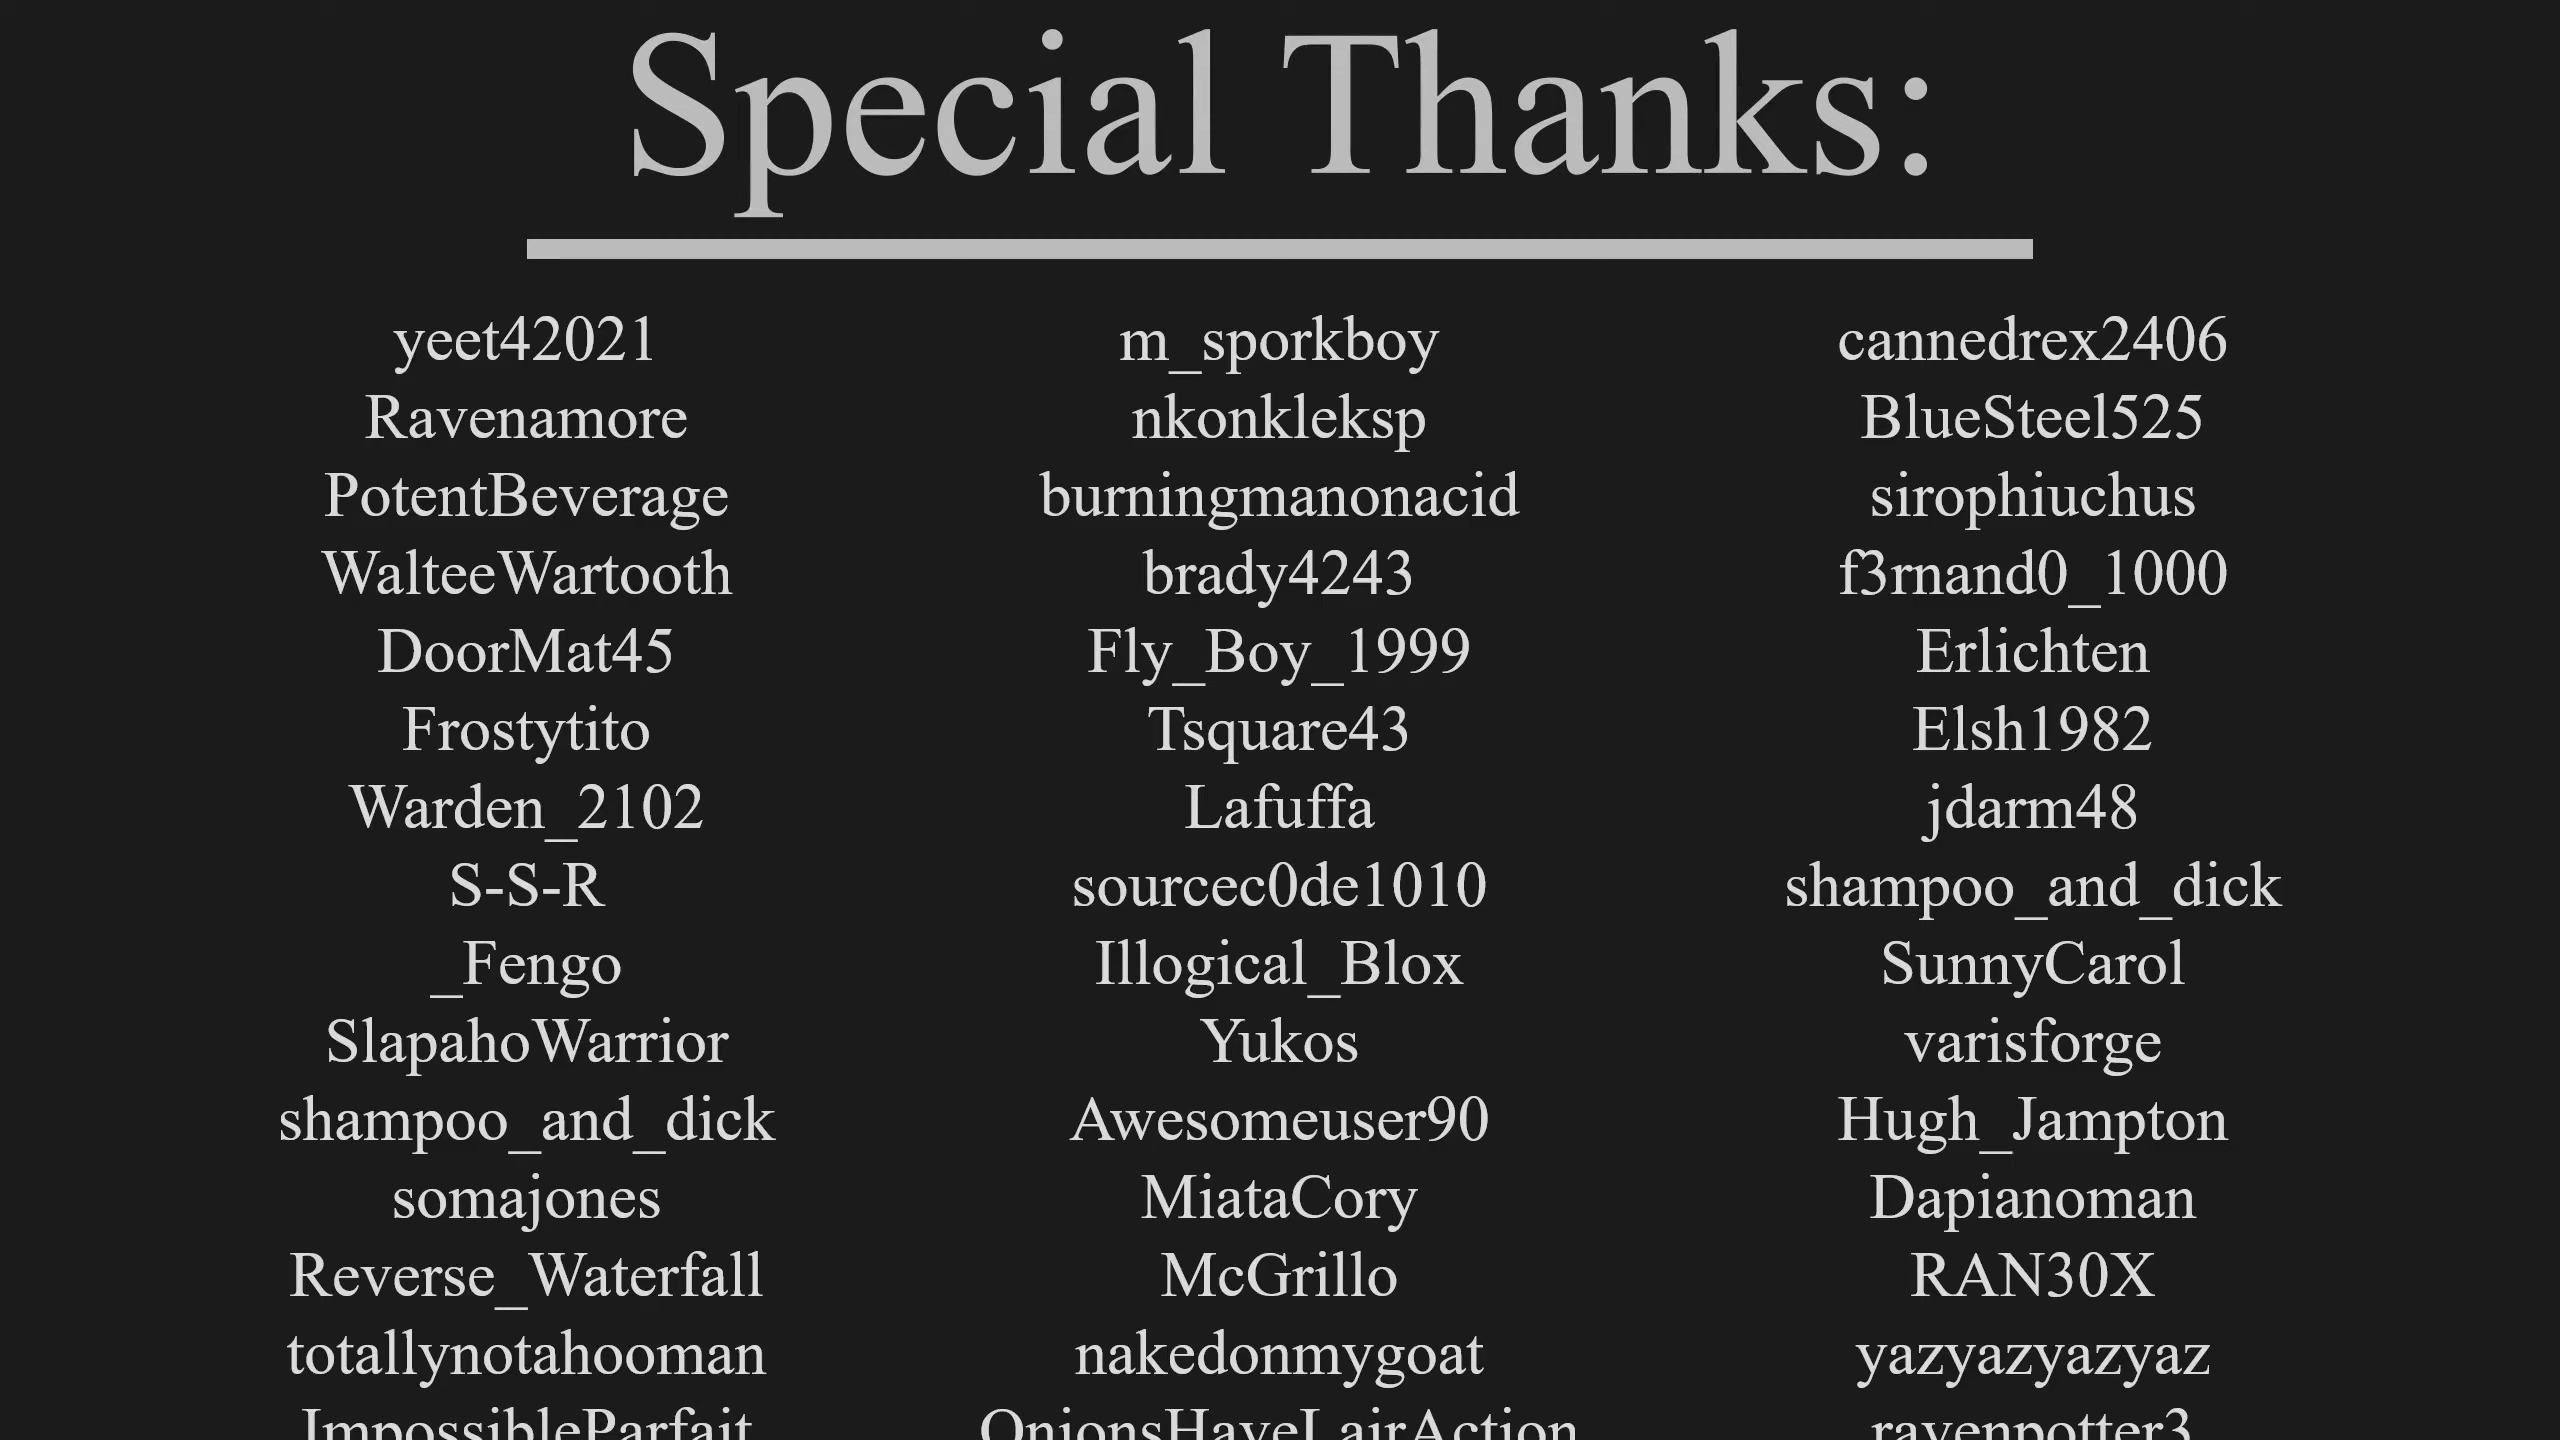 Special Thanks:
yeet42021 m_sporkboy cannedrex2406
Ravenamore nkonkleksp BlueSteel525
PotentBeverage burningmanonacid sirophiuchus
WalteeWartooth brady4243 f3rnand0_1000
DoorMat45 Fly_Boy_1999 Erlichten
Frostytito Tsquare43 Elsh1982
Warden_2102 Lafuffa jdarm48
S-S-R sourcec0de1010 shampoo_and_dick
_Fengo Illogical_Blox SunnyCarol
SlapahoWarrior Yukos varisforge
shampoo_and_dick Awesomeuser90 Hugh_Jampton
somajones MiataCory Dapianoman
Reverse_Waterfall McGrillo RAN30X
totallynotahooman nakedonmygoat yazyazyazyaz
ImpossibleParfait OnionsHaveLairAction ravenpotter3